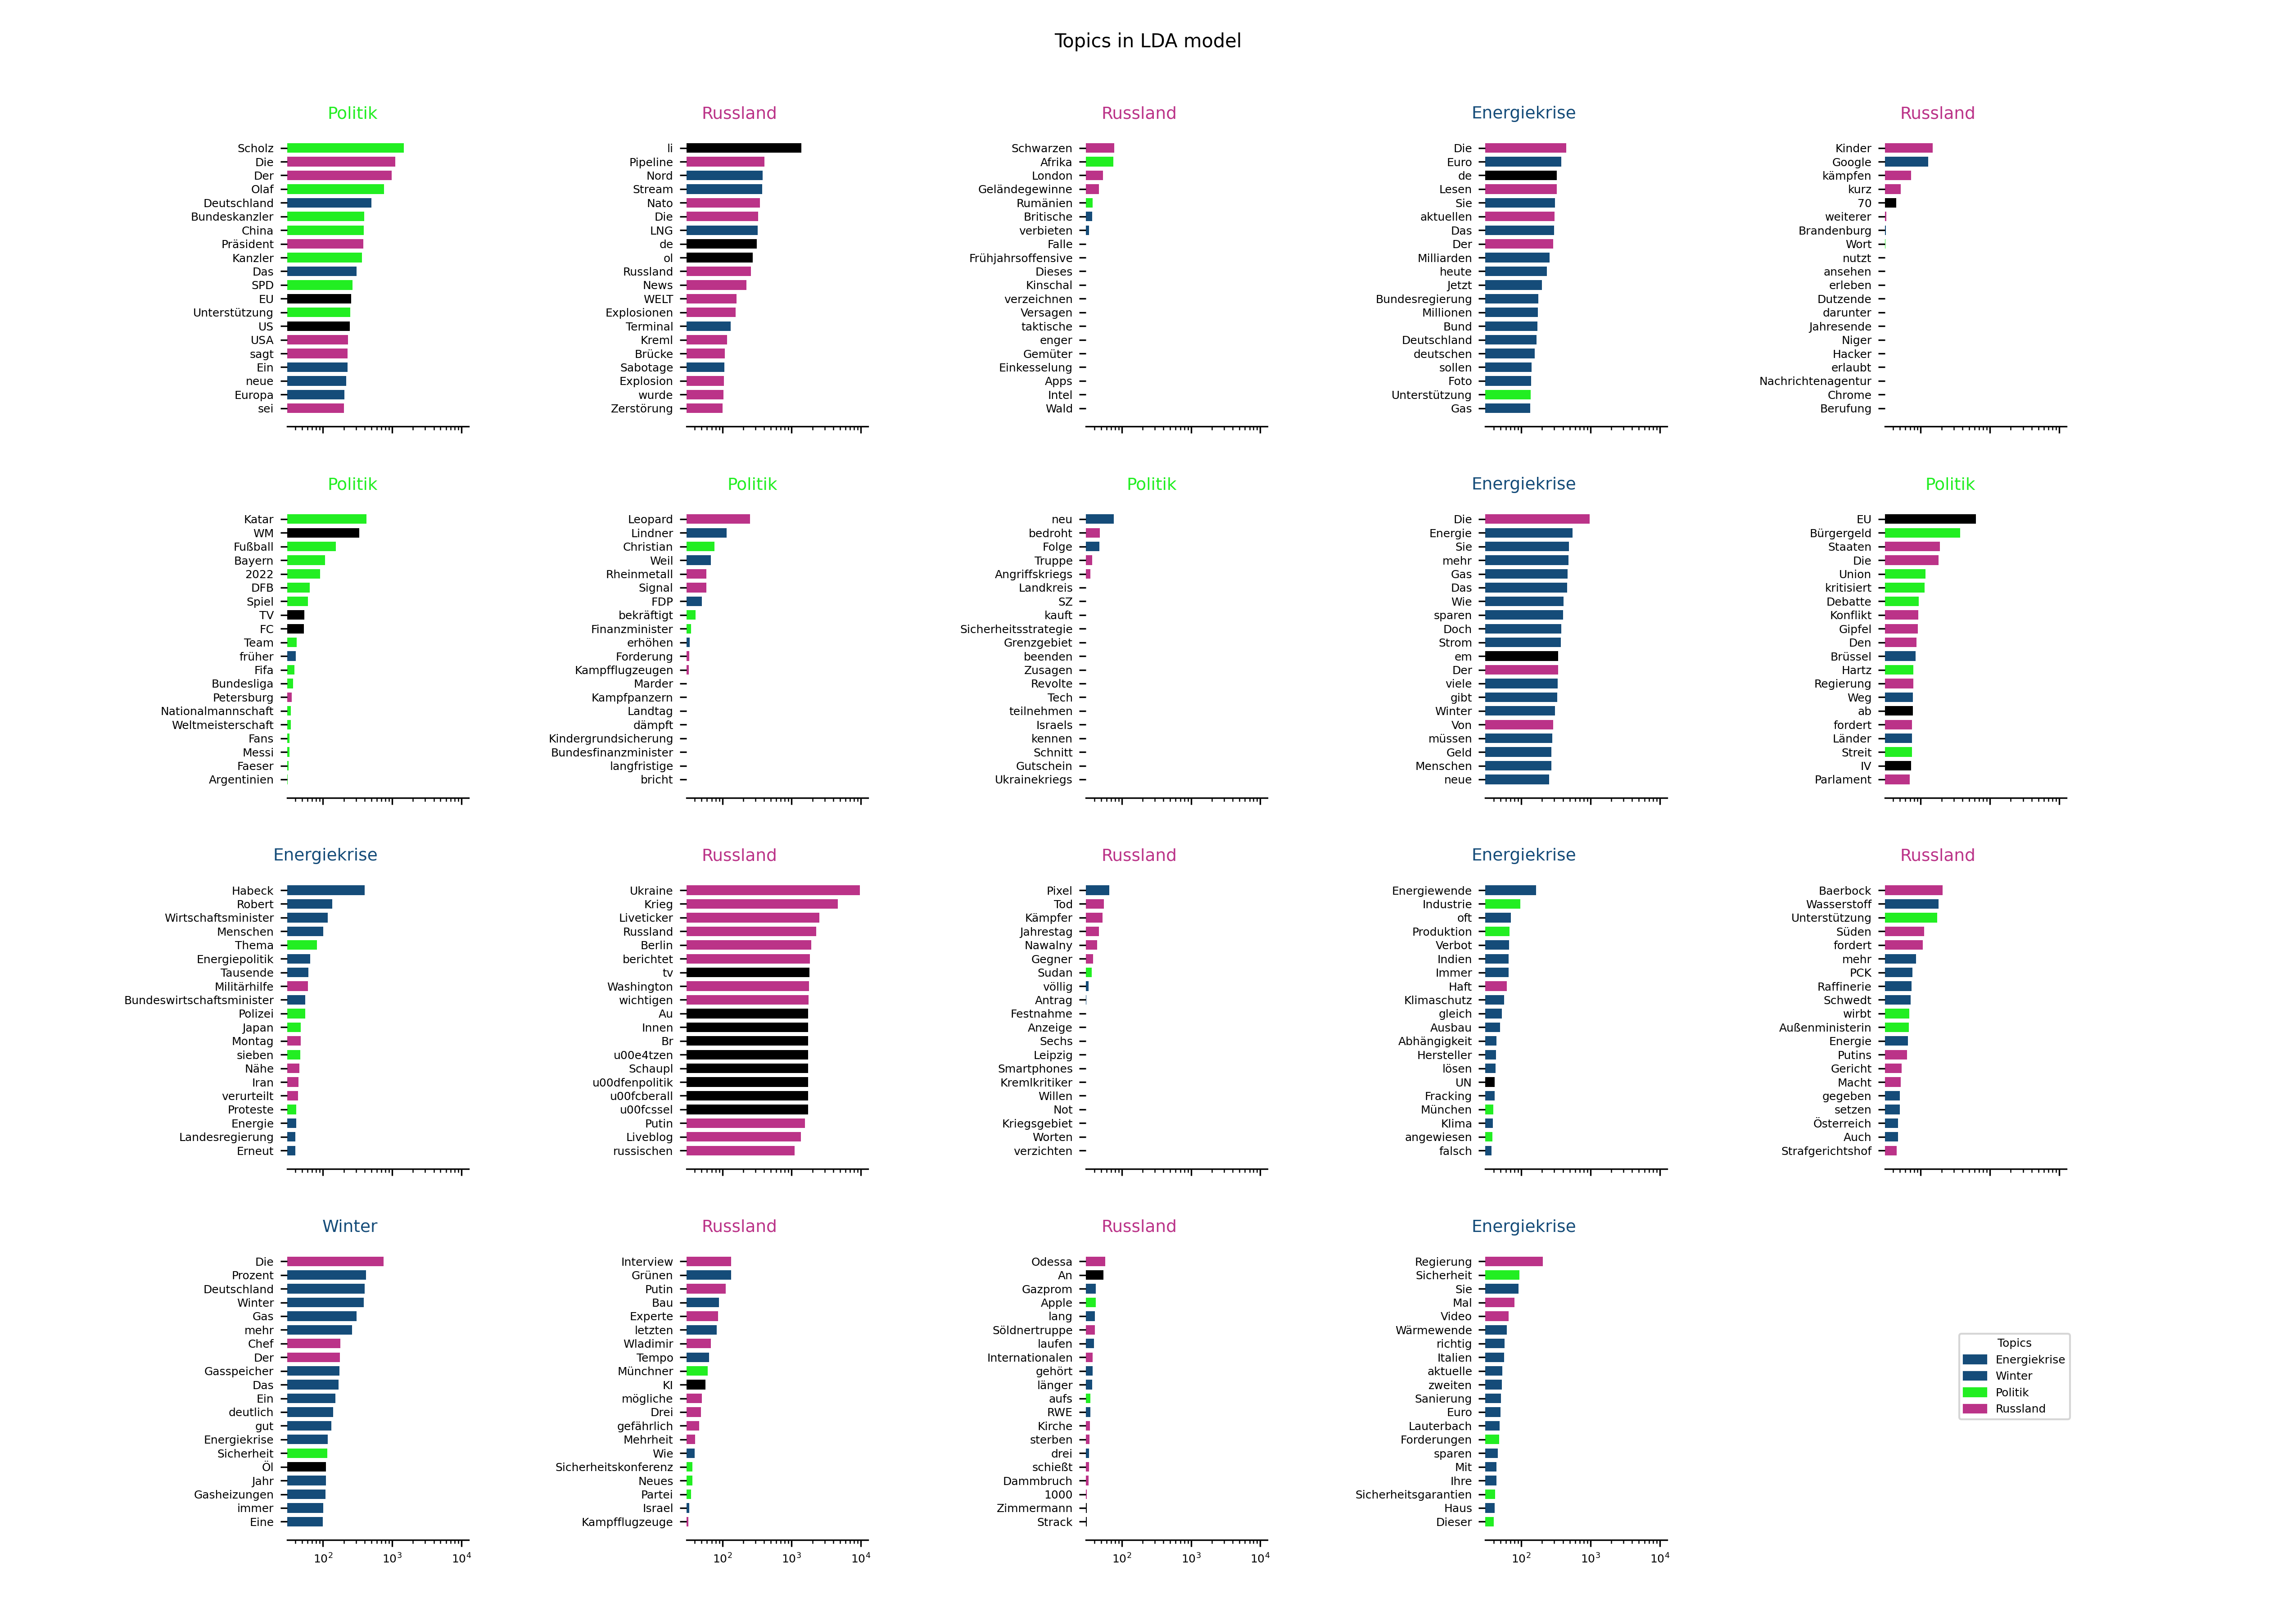 Topics in LDA model
Politik
Scholz
Die
Der
Olaf
Deutschland
Bundeskanzler
China
Präsident
Kanzler
Das
SPD
EU
Unterstützung
US
USA
sagt
Ein
neue
Europa
sei
Russland
li
Pipeline
Nord
Stream
Nato
Die
LNG
de
ol
Russland
News
WELT
Explosionen
Terminal
Kreml
Brücke
Sabotage
Explosion
wurde
Zerstörung
Russland
Schwarzen
Afrika
London
Geländegewinne
Rumänien
Britische
verbieten
Falle
Frühjahrsoffensive
Dieses
Kinschal
verzeichnen
Versagen
taktische
enger
Gemüter
Einkesselung
Apps
Intel
Wald
Energiekrise
Die
Euro
de
Lesen
Sie
aktuellen
Das
Der
Milliarden
heute
Jetzt
Bundesregierung
Millionen
Bund
Deutschland
deutschen
sollen
Foto
Unterstützung
Gas
Russland
Kinder
Google
kämpfen
kurz
70
weiterer
Brandenburg
Wort
nutzt
ansehen
erleben
Dutzende
darunter
Jahresende
Niger
Hacker
erlaubt
Nachrichtenagentur
Chrome
Berufung
Politik
Katar
WM
Fußball
Bayern
2022
DFB
Spiel
TV
FC
Team
früher
Fifa
Bundesliga
Petersburg
Nationalmannschaft
Weltmeisterschaft
Fans
Messi
Faeser
Argentinien
Politik
Leopard
Lindner
Christian
Weil
Rheinmetall
Signal
FDP
bekräftigt
Finanzminister
erhöhen
Forderung
Kampfflugzeugen
Marder
Kampfpanzern
Landtag
dämpft
Kindergrundsicherung
Bundesfinanzminister
langfristige
bricht
Politik
neu
bedroht
Folge
Truppe
Angriffskriegs
Landkreis
SZ
kauft
Sicherheitsstrategie
Grenzgebiet
beenden
Zusagen
Revolte
Tech
teilnehmen
Israels
kennen
Schnitt
Gutschein
Ukrainekriegs
Energiekrise
Die
Energie
Sie
mehr
Gas
Das
Wie
sparen
Doch
Strom
em
Der
viele
gibt
Winter
Von
müssen
Geld
Menschen
neue
Politik
EU
Bürgergeld
Staaten
Die
Union
kritisiert
Debatte
Konflikt
Gipfel
Den
Brüssel
Hartz
Regierung
Weg
ab
fordert
Länder
Streit
IV
Parlament
Energiekrise
Habeck
Robert
Wirtschaftsminister
Menschen
Thema
Energiepolitik
Tausende
Militärhilfe
Bundeswirtschaftsminister
Polizei
Japan
Montag
sieben
Nähe
Iran
verurteilt
Proteste
Energie
Landesregierung
Erneut
Russland
Ukraine
Krieg
Liveticker
Russland
Berlin
berichtet
tv
Washington
wichtigen
Au
Innen
Br
u00e4tzen
Schaupl
u00dfenpolitik
u00fcberall
u00fcssel
Putin
Liveblog
russischen
Russland
Pixel
Tod
Kämpfer
Jahrestag
Nawalny
Gegner
Sudan
völlig
Antrag
Festnahme
Anzeige
Sechs
Leipzig
Smartphones
Kremlkritiker
Willen
Not
Kriegsgebiet
Worten
verzichten
Energiekrise
Energiewende
Industrie
oft
Produktion
Verbot
Indien
Immer
Haft
Klimaschutz
gleich
Ausbau
Abhängigkeit
Hersteller
lösen
UN
Fracking
München
Klima
angewiesen
falsch
Russland
Baerbock
Wasserstoff
Unterstützung
Süden
fordert
mehr
PCK
Raffinerie
Schwedt
wirbt
Außenministerin
Energie
Putins
Gericht
Macht
gegeben
setzen
Österreich
Auch
Strafgerichtshof
Winter
Die
Prozent
Deutschland
Winter
Gas
mehr
Chef
Der
Gasspeicher
Das
Ein
deutlich
gut
Energiekrise
Sicherheit
Öl
Jahr
Gasheizungen
immer
Eine
10² 10³ 10⁴
Russland
Interview
Grünen
Putin
Bau
Experte
letzten
Wladimir
Tempo
Münchner
KI
mögliche
Drei
gefährlich
Mehrheit
Wie
Sicherheitskonferenz
Neues
Partei
Israel
Kampfflugzeuge
10² 10³ 10⁴
Russland
Odessa
An
Gazprom
Apple
lang
Söldnertruppe
laufen
Internationalen
gehört
länger
aufs
RWE
Kirche
sterben
drei
schießt
Dammbruch
1000
Zimmermann
Strack
10² 10³ 10⁴
Energiekrise
Regierung
Sicherheit
Sie
Mal
Video
Wärmewende
richtig
Italien
aktuelle
zweiten
Sanierung
Euro
Lauterbach
Forderungen
sparen
Mit
Ihre
Sicherheitsgarantien
Haus
Dieser
10² 10³ 10⁴
Topics
Energiekrise
Winter
Politik
Russland